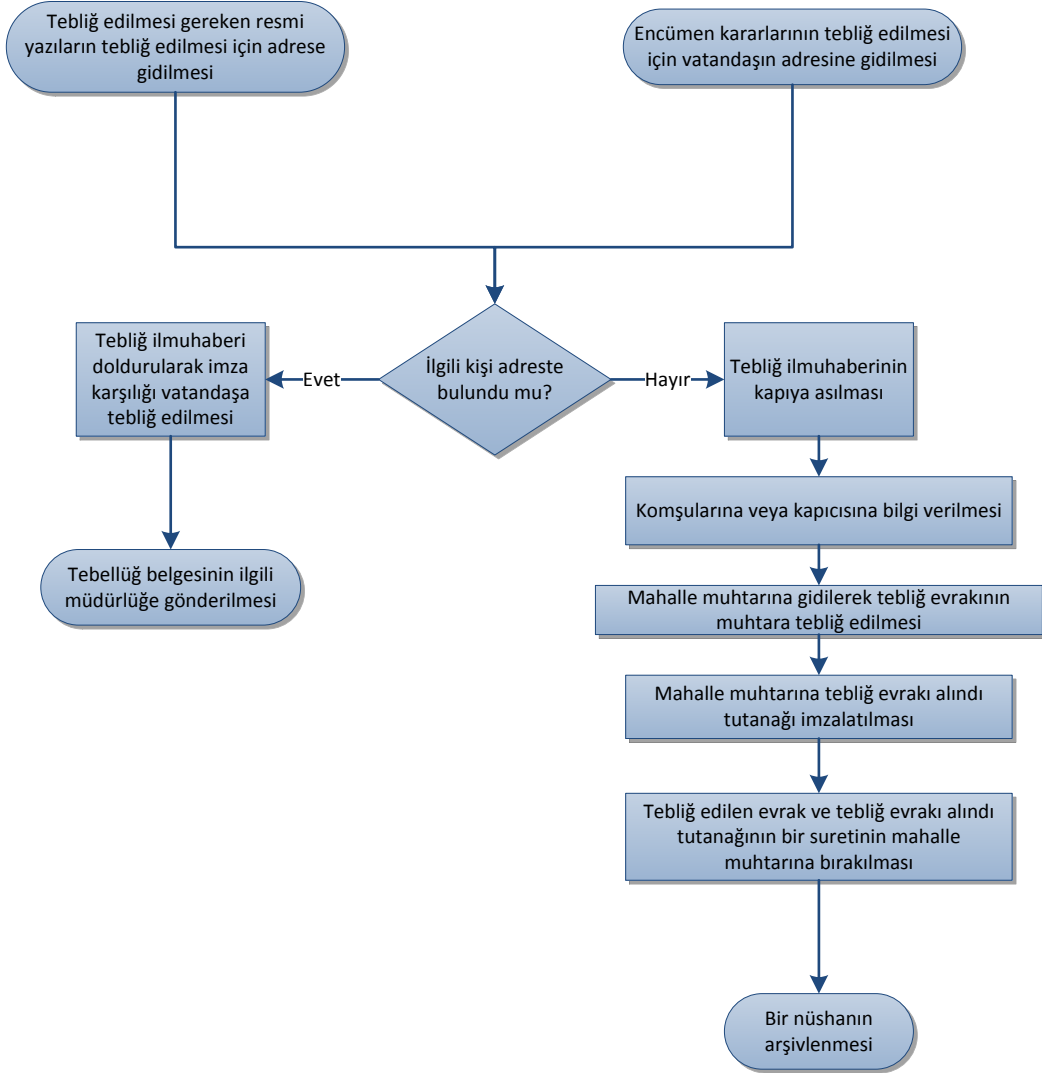 Tebliğ edilmesi gereken resmi
yazıların tebliğ edilmesi için adrese
gidilmesi
Encümen kararlarının tebliğ edilmesi
için vatandaşın adresine gidilmesi
Tebliğ ilmuhaberi
doldurularak imza
karşılığı vatandaşa
tebliğ edilmesi
Evet
İlgili kişi adreste
bulundu mu?
Hayır
Tebliğ ilmuhaberinin
kapıya asılması
Komşularına veya kapıcısına bilgi verilmesi
Tebellüğ belgesinin ilgili
müdürlüğe gönderilmesi
Mahalle muhtarına gidilerek tebliğ evrakının
muhtara tebliğ edilmesi
Mahalle muhtarına tebliğ evrakı alındı
tutanağı imzalatılması
Tebliğ edilen evrak ve tebliğ evrakı alındı
tutanağının bir suretinin mahalle
muhtarına bırakılması
Bir nüshanın
arşivlenmesi